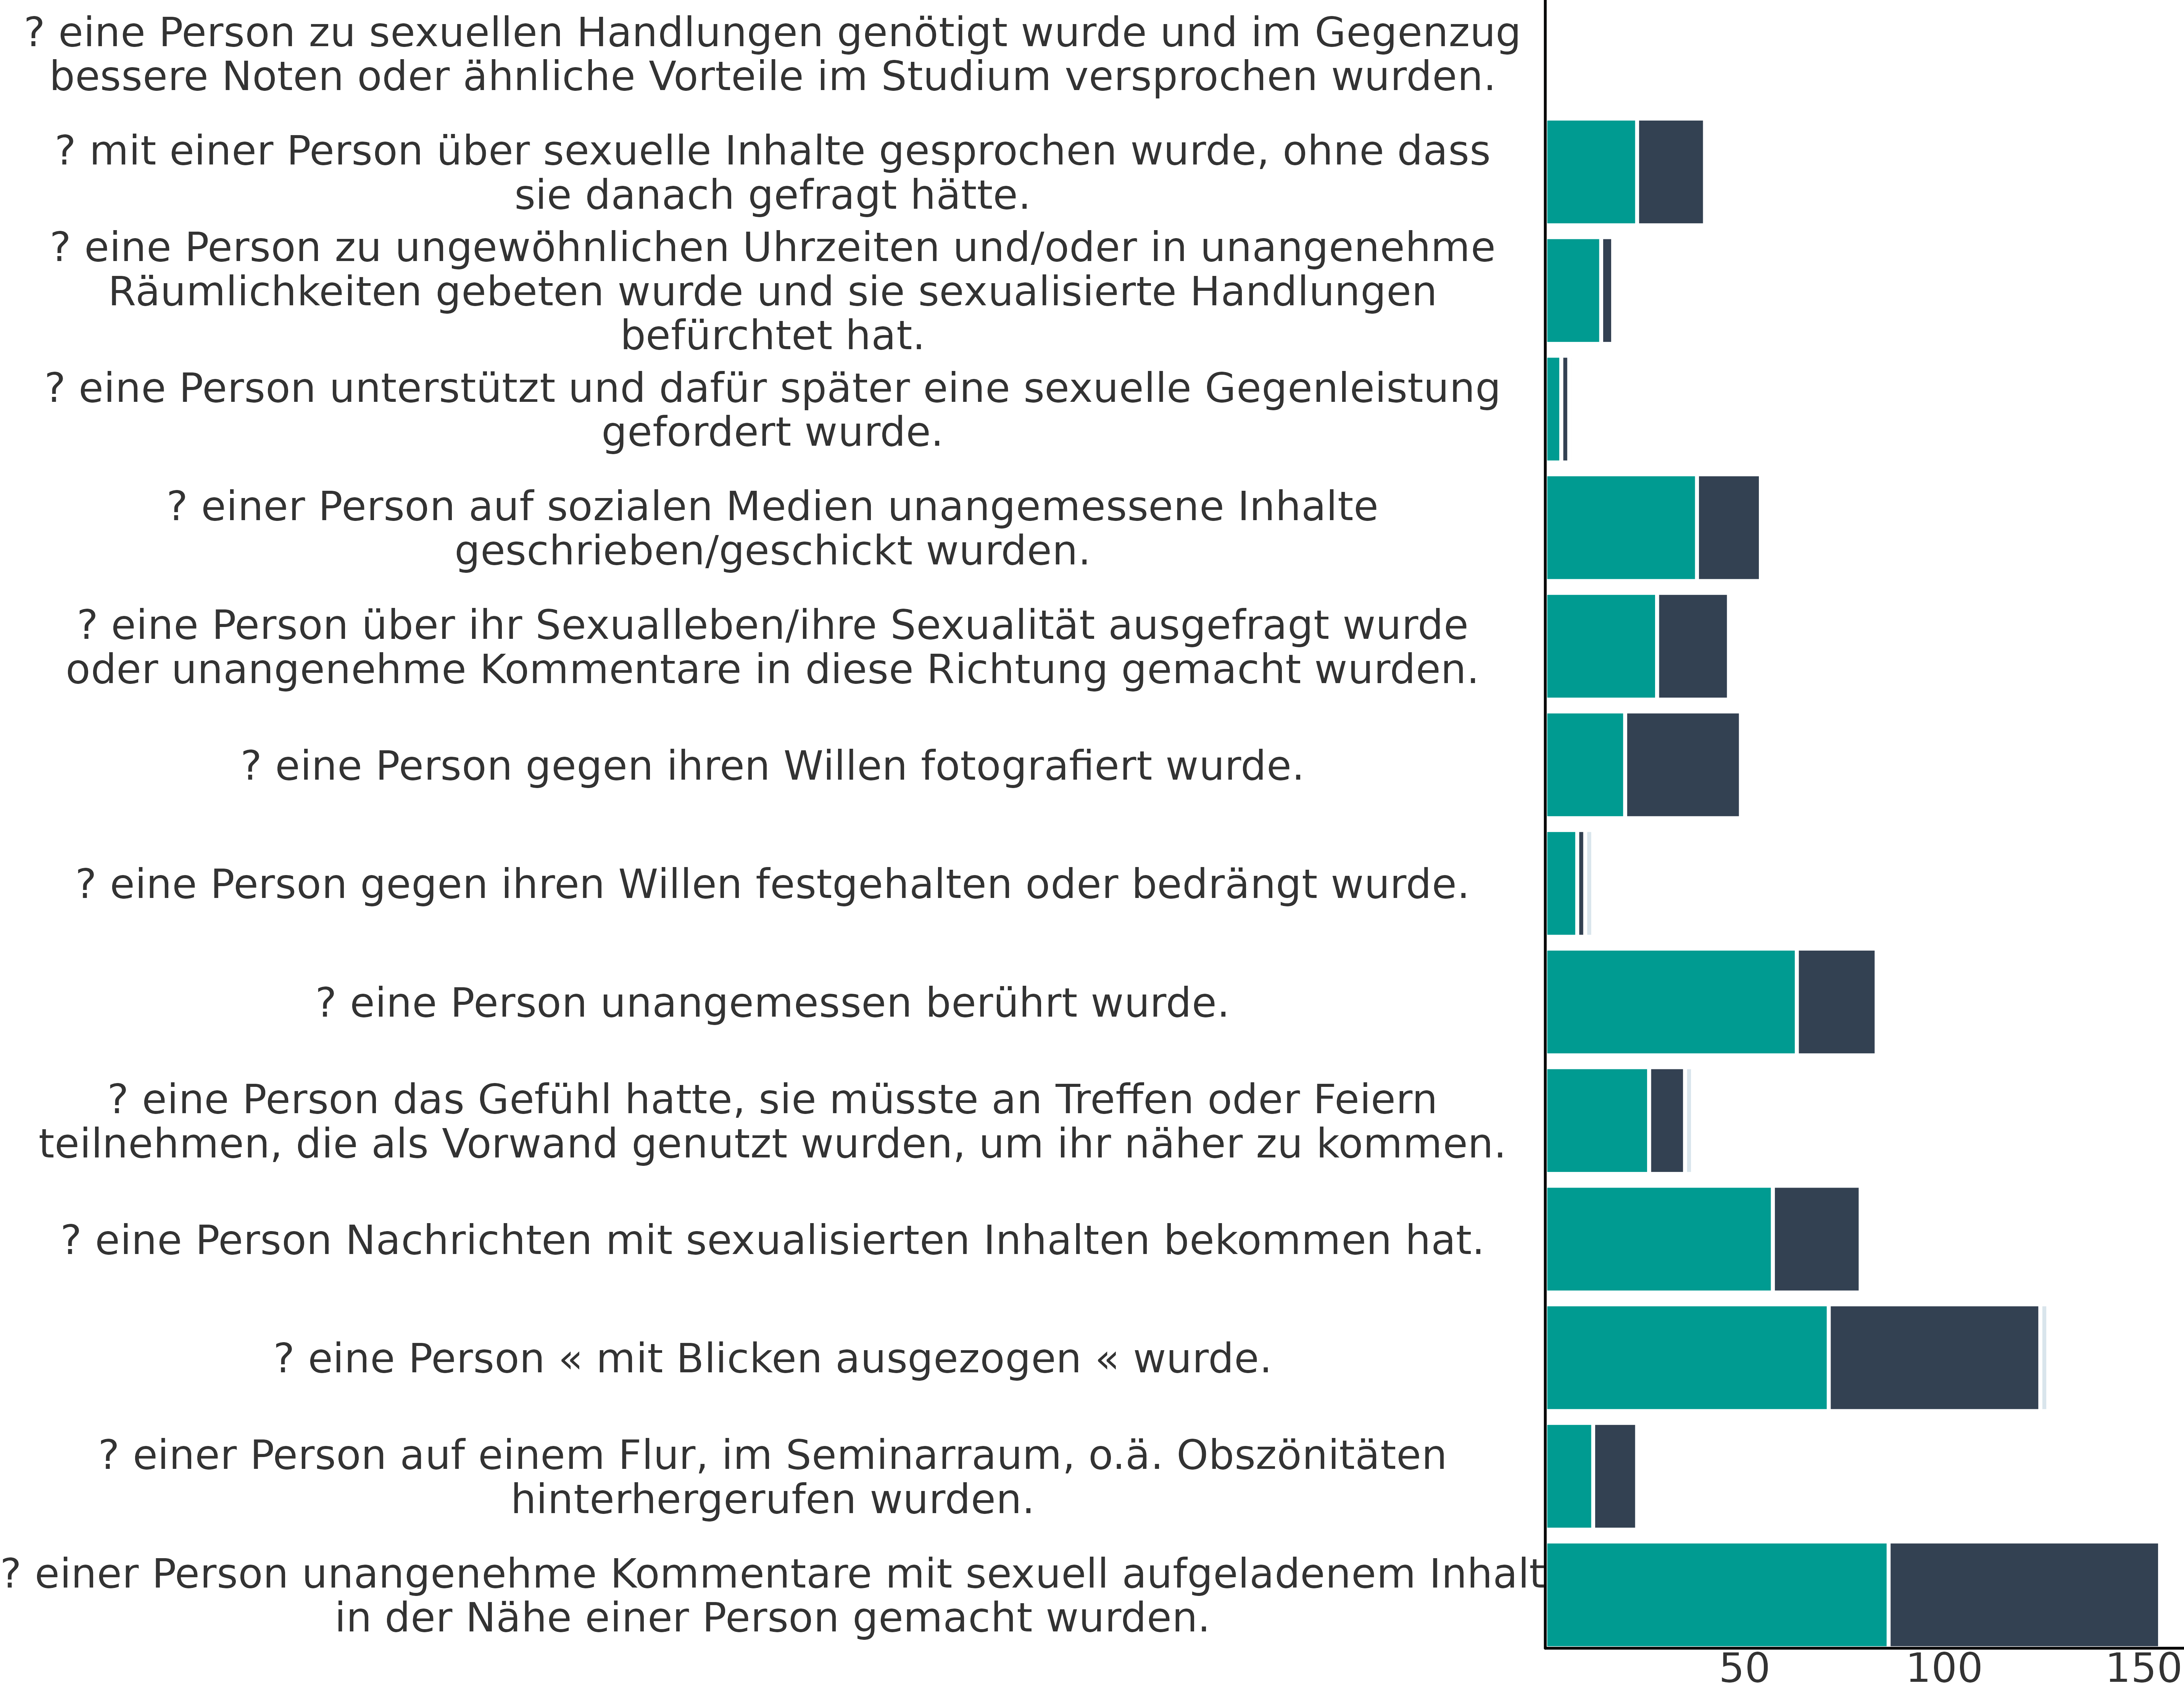 ? eine Person zu sexuellen Handlungen genötigt wurde und im Gegenzug
bessere Noten oder ähnliche Vorteile im Studium versprochen wurden.
? mit einer Person über sexuelle Inhalte gesprochen wurde, ohne dass
sie danach gefragt hätte.
? eine Person zu ungewöhnlichen Uhrzeiten und/oder in unangenehme
Räumlichkeiten gebeten wurde und sie sexualisierte Handlungen
befürchtet hat.
? eine Person unterstützt und dafür später eine sexuelle Gegenleistung
gefordert wurde.
? einer Person auf sozialen Medien unangemessene Inhalte
geschrieben/geschickt wurden.
? eine Person über ihr Sexualleben/ihre Sexualität ausgefragt wurde
oder unangenehme Kommentare in diese Richtung gemacht wurden.
? eine Person gegen ihren Willen fotografiert wurde.
? eine Person gegen ihren Willen festgehalten oder bedrängt wurde.
? eine Person unangemessen berührt wurde.
? eine Person das Gefühl hatte, sie müsste an Treffen oder Feiern
teilnehmen, die als Vorwand genutzt wurden, um ihr näher zu kommen.
? eine Person Nachrichten mit sexualisierten Inhalten bekommen hat.
? eine Person « mit Blicken ausgezogen « wurde.
? einer Person auf einem Flur, im Seminarraum, o.ä. Obszönitäten
hinterhergerufen wurden.
? einer Person unangenehme Kommentare mit sexuell aufgeladenem Inhalt
in der Nähe einer Person gemacht wurden.
50 100 150